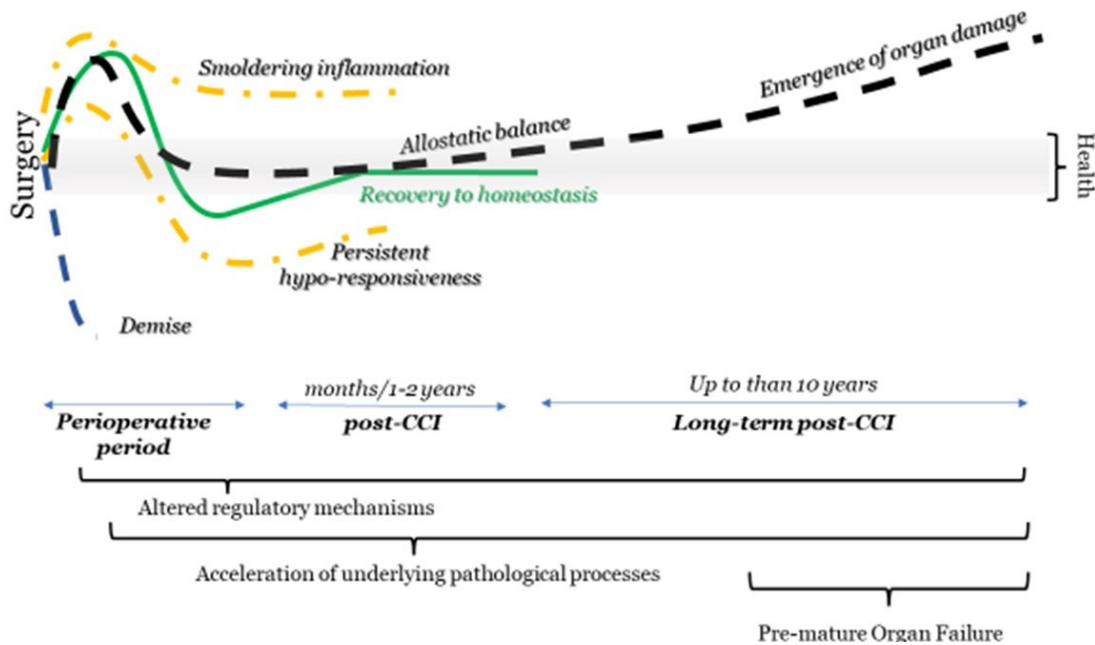 Surgery
Smoldering inflammation
Allostatic balance
Emergence of organ damage
Health
Recovery to homeostasis
Persistent
hypo-responsiveness
Demise
months/1-2 years
Up to than 10 years
Perioperative
period
post-CCI
Long-term post-CCI
Altered regulatory mechanisms
Acceleration of underlying pathological processes
Pre-mature Organ Failure